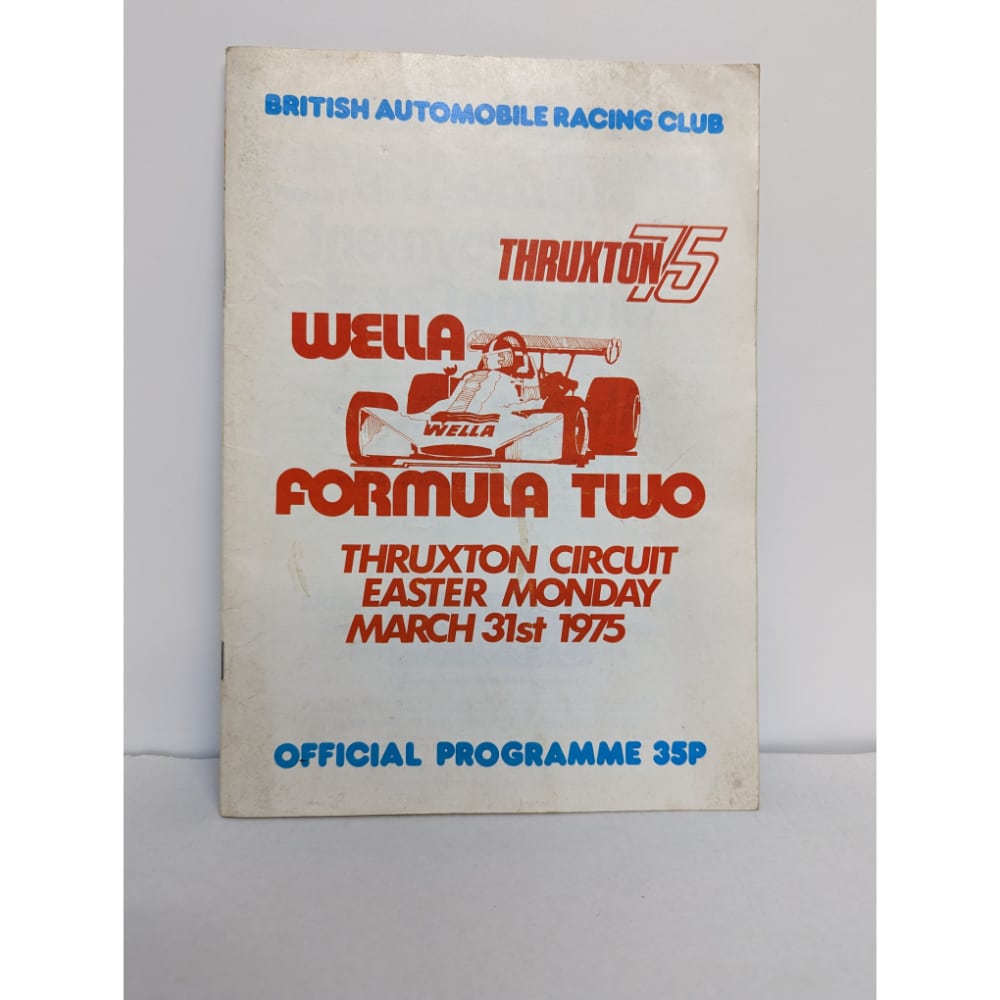 BRITISH AUTOMOBILE RACING CLUB
THRUXTON 75
WELLA
WELLA
FORMULA TWO
THRUXTON CIRCUIT
EASTER MONDAY
MARCH 31st 1975
OFFICIAL PROGRAMME 35P